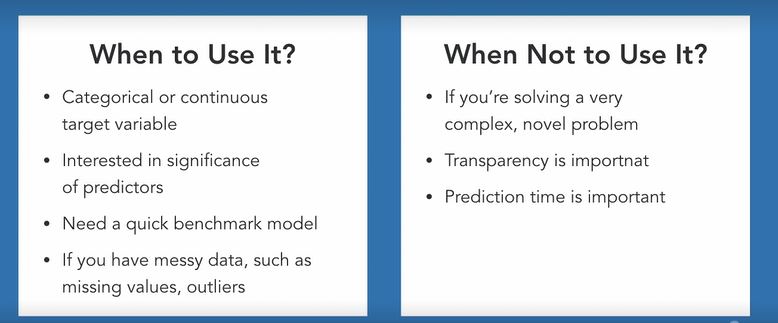 When to Use It?
• Categorical or continuous
target variable
• Interested in significance
of predictors
• Need a quick benchmark model
• If you have messy data, such as
missing values, outliers
When Not to Use It?
• If you're solving a very
complex, novel problem
• Transparency is importnat
• Prediction time is important